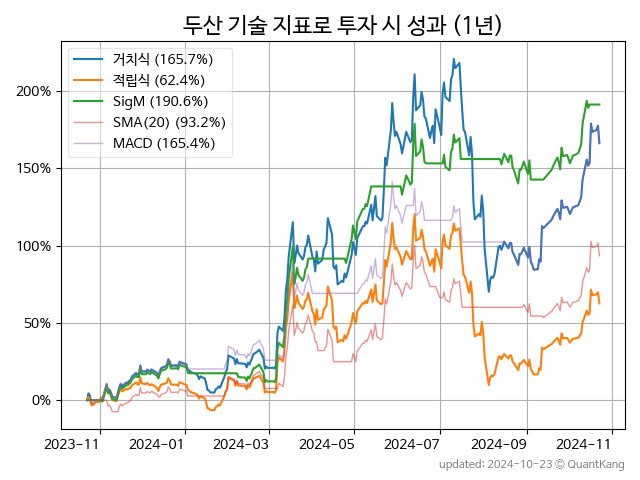 두산 기술 지표로 투자 시 성과 (1년)
거치식 (165.7%)
적립식 (62.4%)
SigM (190.6%)
SMA(20) (93.2%)
MACD (165.4%)
200%
150%
100%
50%
0%
2023-11 2024-01 2024-03 2024-05 2024-07 2024-09 2024-11
updated: 2024-10-23 © QuantKang